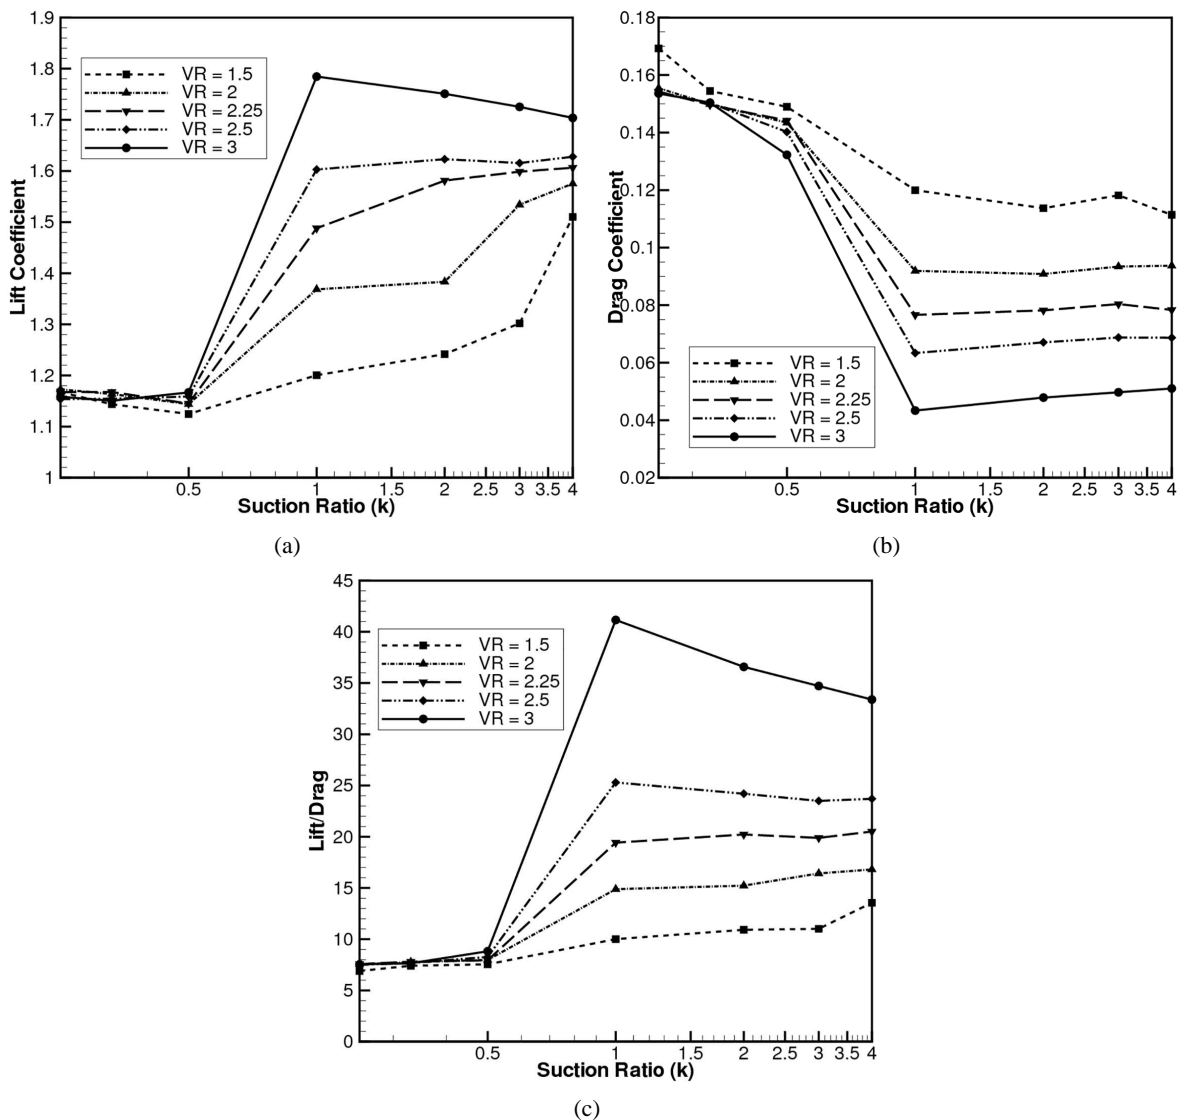 1.9
1.8
1.7
1.6
1.5
1.4
1.3
1.2
1.1
1
Lift Coefficient
VR = 1.5
VR = 2
VR = 2.25
VR = 2.5
VR = 3
0.5 1 1.5 2 2.5 3 3.5 4
Suction Ratio (k)
(a)
0.18
0.16
0.14
0.12
0.1
0.08
0.06
0.04
0.02
Drag Coefficient
VR = 1.5
VR = 2
VR = 2.25
VR = 2.5
VR = 3
0.5 1 1.5 2 2.5 3 3.5 4
Suction Ratio (k)
(b)
45
40
35
30
25
20
15
10
5
0
Lift/Drag
VR = 1.5
VR = 2
VR = 2.25
VR = 2.5
VR = 3
0.5 1 1.5 2 2.5 3 3.5 4
Suction Ratio (k)
(c)